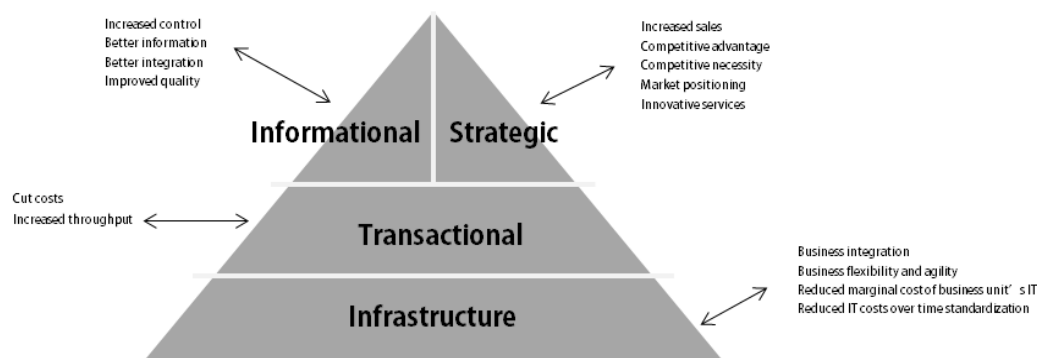 Increased control
Better information
Better integration
Improved quality
Increased sales
Competitive advantage
Competitive necessity
Market positioning
Innovative services
Informational
Strategic
Cut costs
Increased throughput
Transactional
Business integration
Business flexibility and agility
Reduced marginal cost of business unit’ s IT
Reduced IT costs over time standardization
Infrastructure